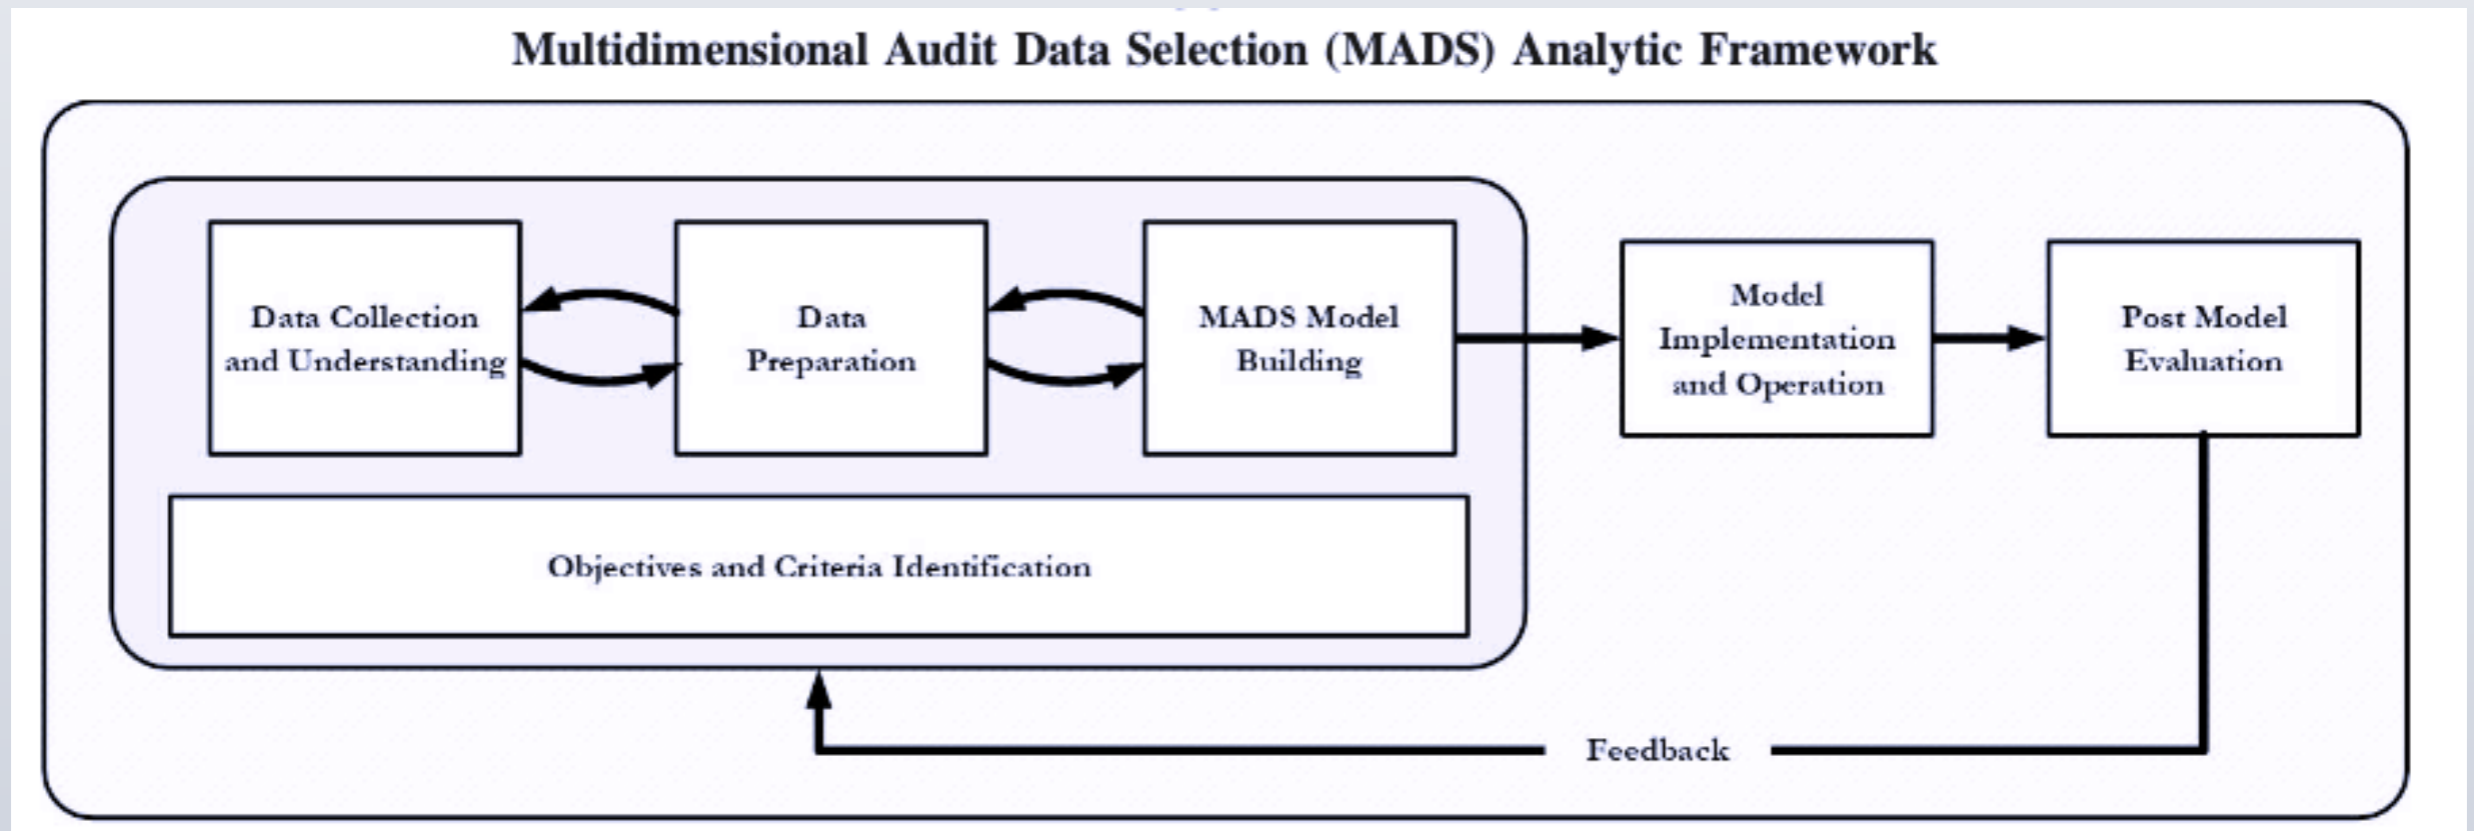 Multidimensional Audit Data Selection (MADS) Analytic Framework
Data Collection
and Understanding
Data
Preparation
MADS Model
Building
Model
Implementation
and Operation
Post Model
Evaluation
Objectives and Criteria Identification
Feedback